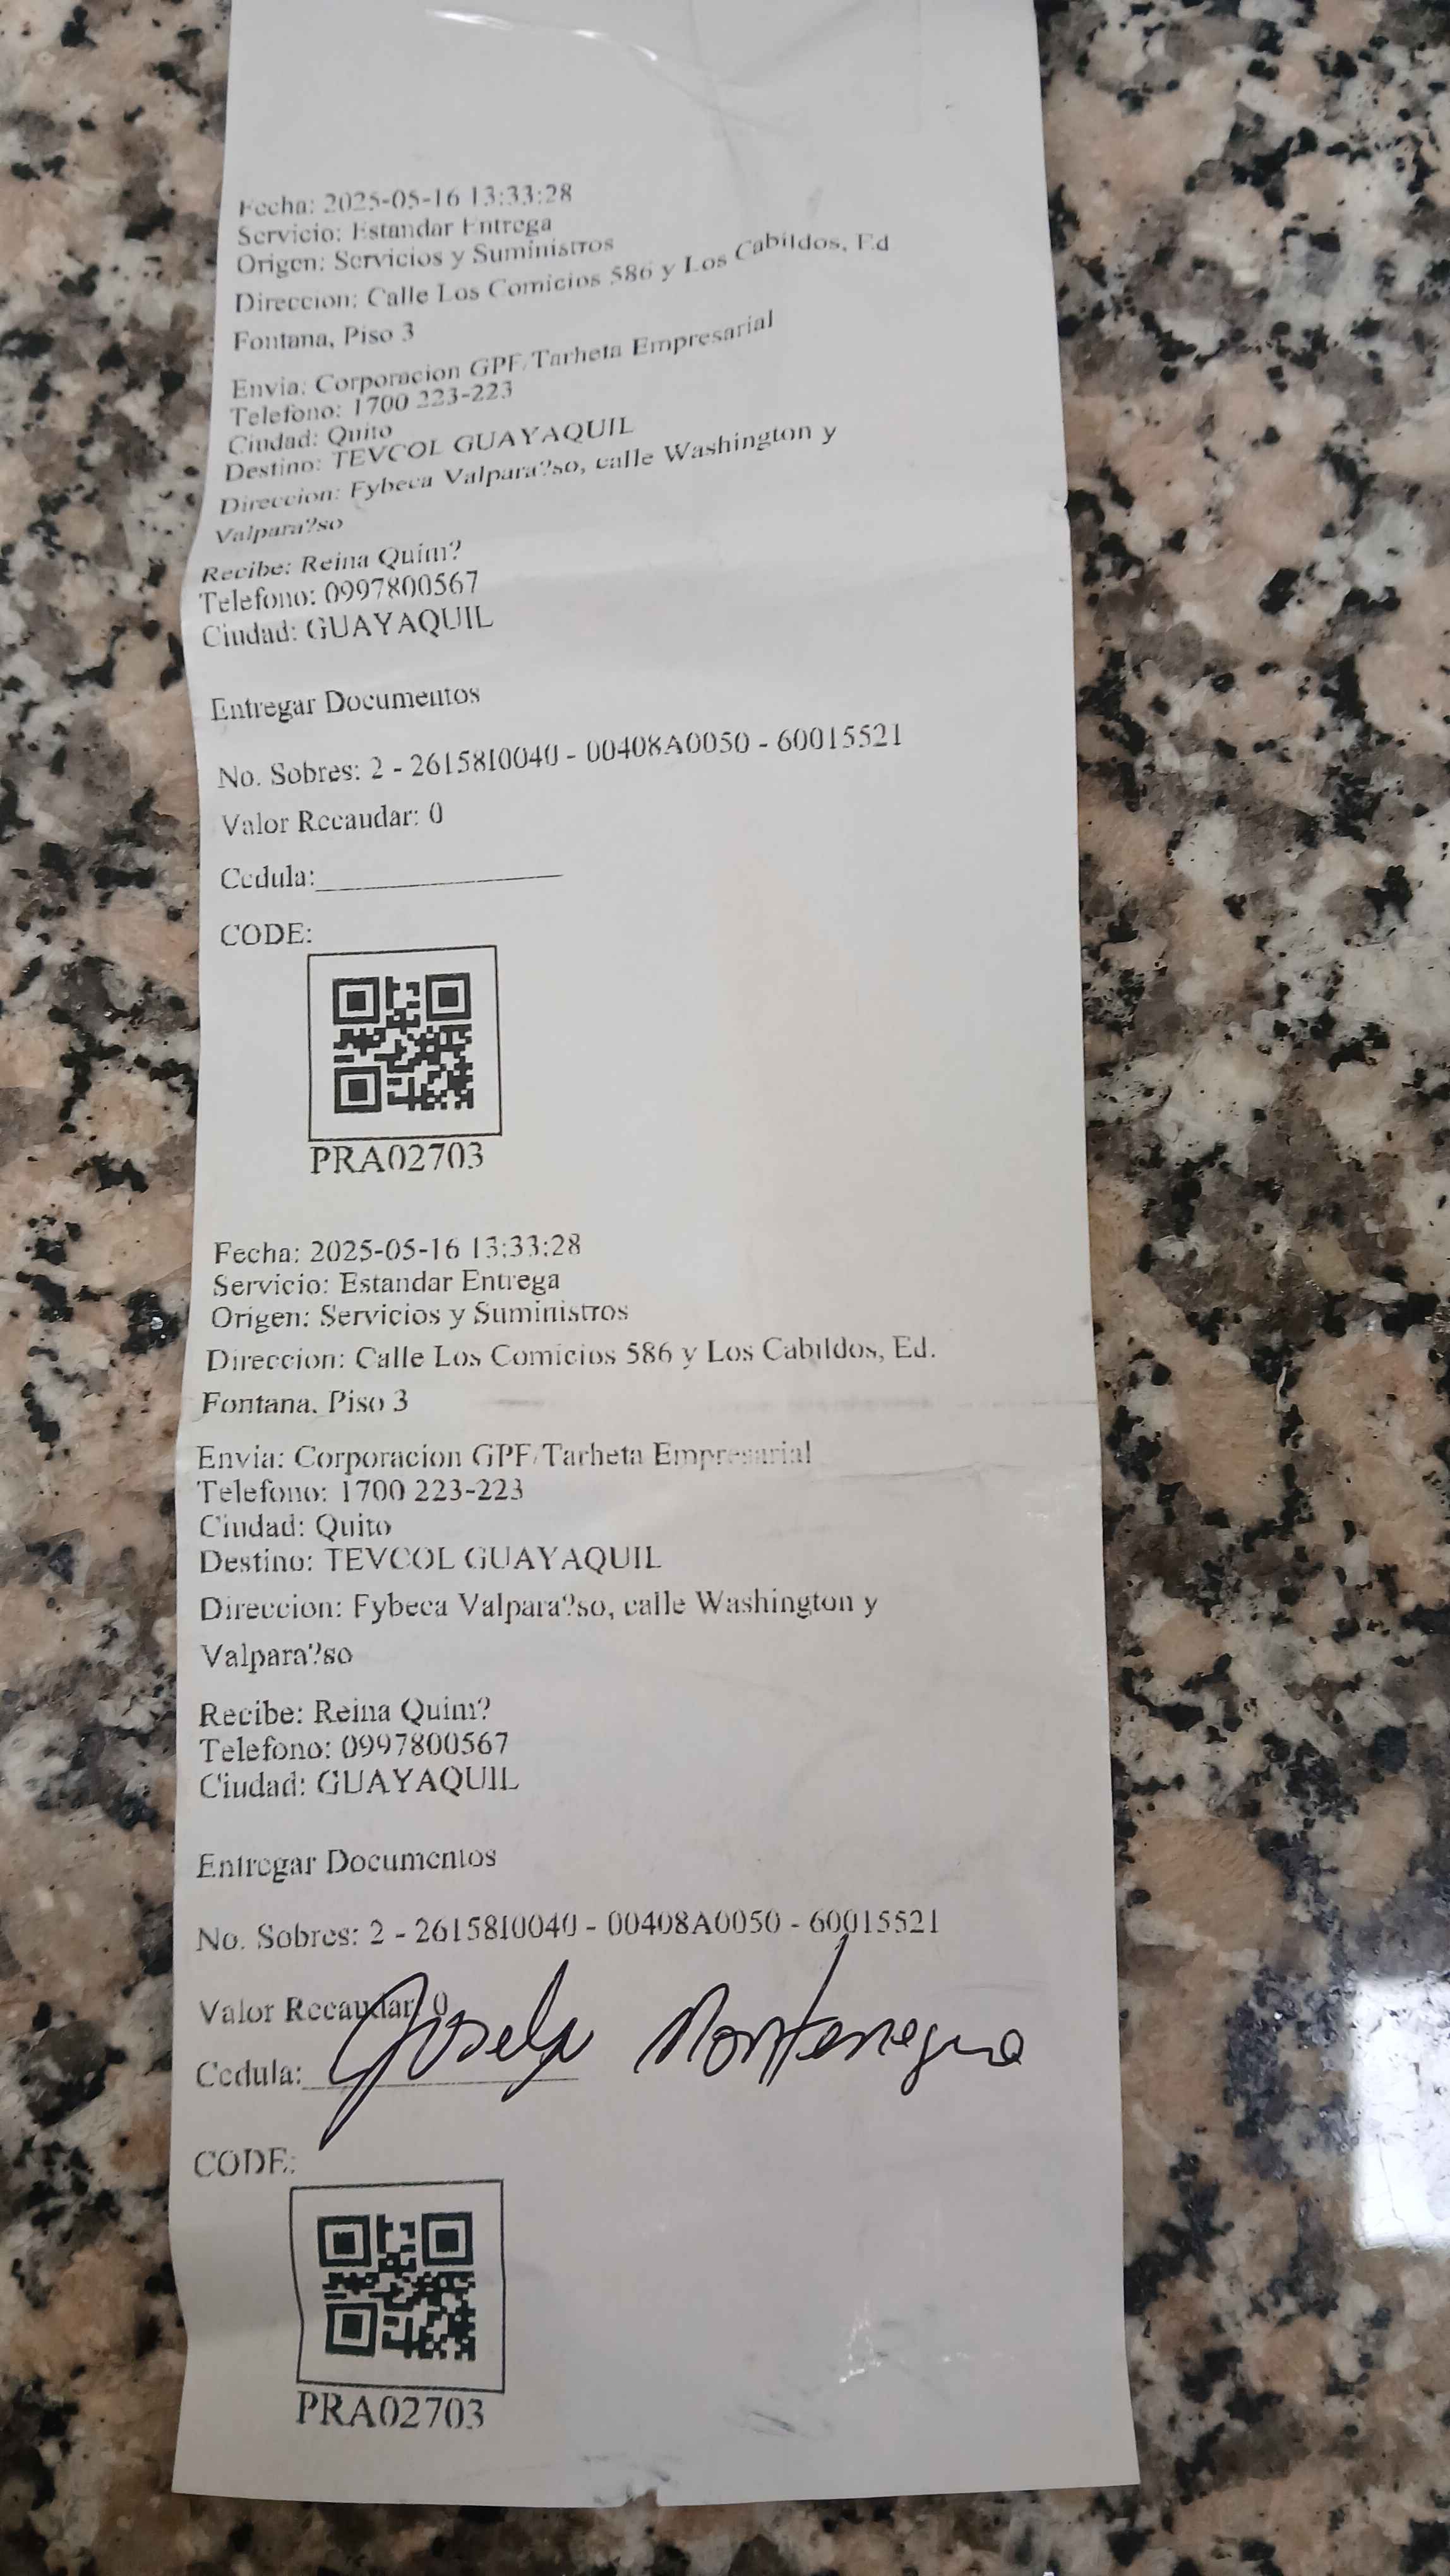 Fecha: 2025-05-16 13:33:28
Servicio: Estandar Entrega
Origen: Servicios y Suministros
Direccion: Calle Los Comicios 586 y Los Cabildos, Ed
Fontana, Piso 3
Envia: Corporacion GPF/Tarheta Empresarial
Telefono: 1700 223-223
Ciudad: Quito
Destino: TEVCOL GUAYAQUIL
Direccion: Fybeca Valpara?so, calle Washington y
Valpara?so
Recibe: Reina Quim?
Telefono: 0997800567
Ciudad: GUAYAQUIL
Entregar Documentos
No. Sobres: 2 - 26158I0040 - 00408A0050 - 60015521
Valor Recaudar: 0
Cedula:
CODE:
PRA02703
Fecha: 2025-05-16 13:33:28
Servicio: Estandar Entrega
Origen: Servicios y Suministros
Direccion: Calle Los Comicios 586 y Los Cabildos, Ed.
Fontana, Piso 3
Envia: Corporacion GPF/Tarheta Empresarial
Telefono: 1700 223-223
Ciudad: Quito
Destino: TEVCOL GUAYAQUIL
Direccion: Fybeca Valpara?so, calle Washington y
Valpara?so
Recibe: Reina Quim?
Telefono: 0997800567
Ciudad: GUAYAQUIL
Entregar Documentos
No. Sobres: 2 - 26158I0040 - 00408A0050 - 60015521
Valor Recaudar: 0
Cedula: Montenegro
CODE:
PRA02703